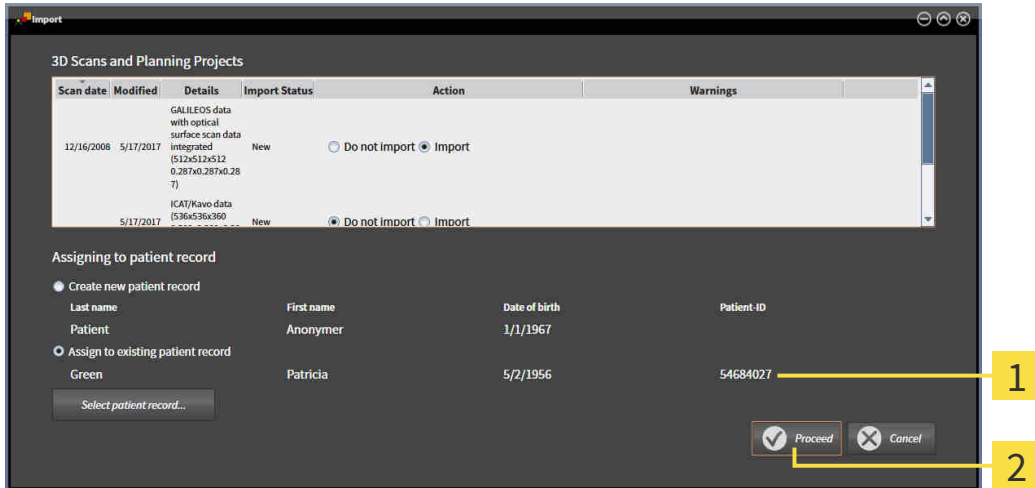 Import
3D Scans and Planning Projects
Scan date Modified Details Import Status Action Warnings
GALILEOS data
with optical
surface scan data
12/16/2008 5/17/2017 integrated New Do not import Import
(512x512x512
0.287x0.287x0.28
7)
ICAT/Kavo data
(536x536x360
5/17/2017 New Do not import Import
Assigning to patient record
Create new patient record
Last name First name Date of birth Patient-ID
Patient Anonymer 1/1/1967
Assign to existing patient record
Green Patricia 5/2/1956 54684027 1
Select patient record...
Proceed Cancel
2